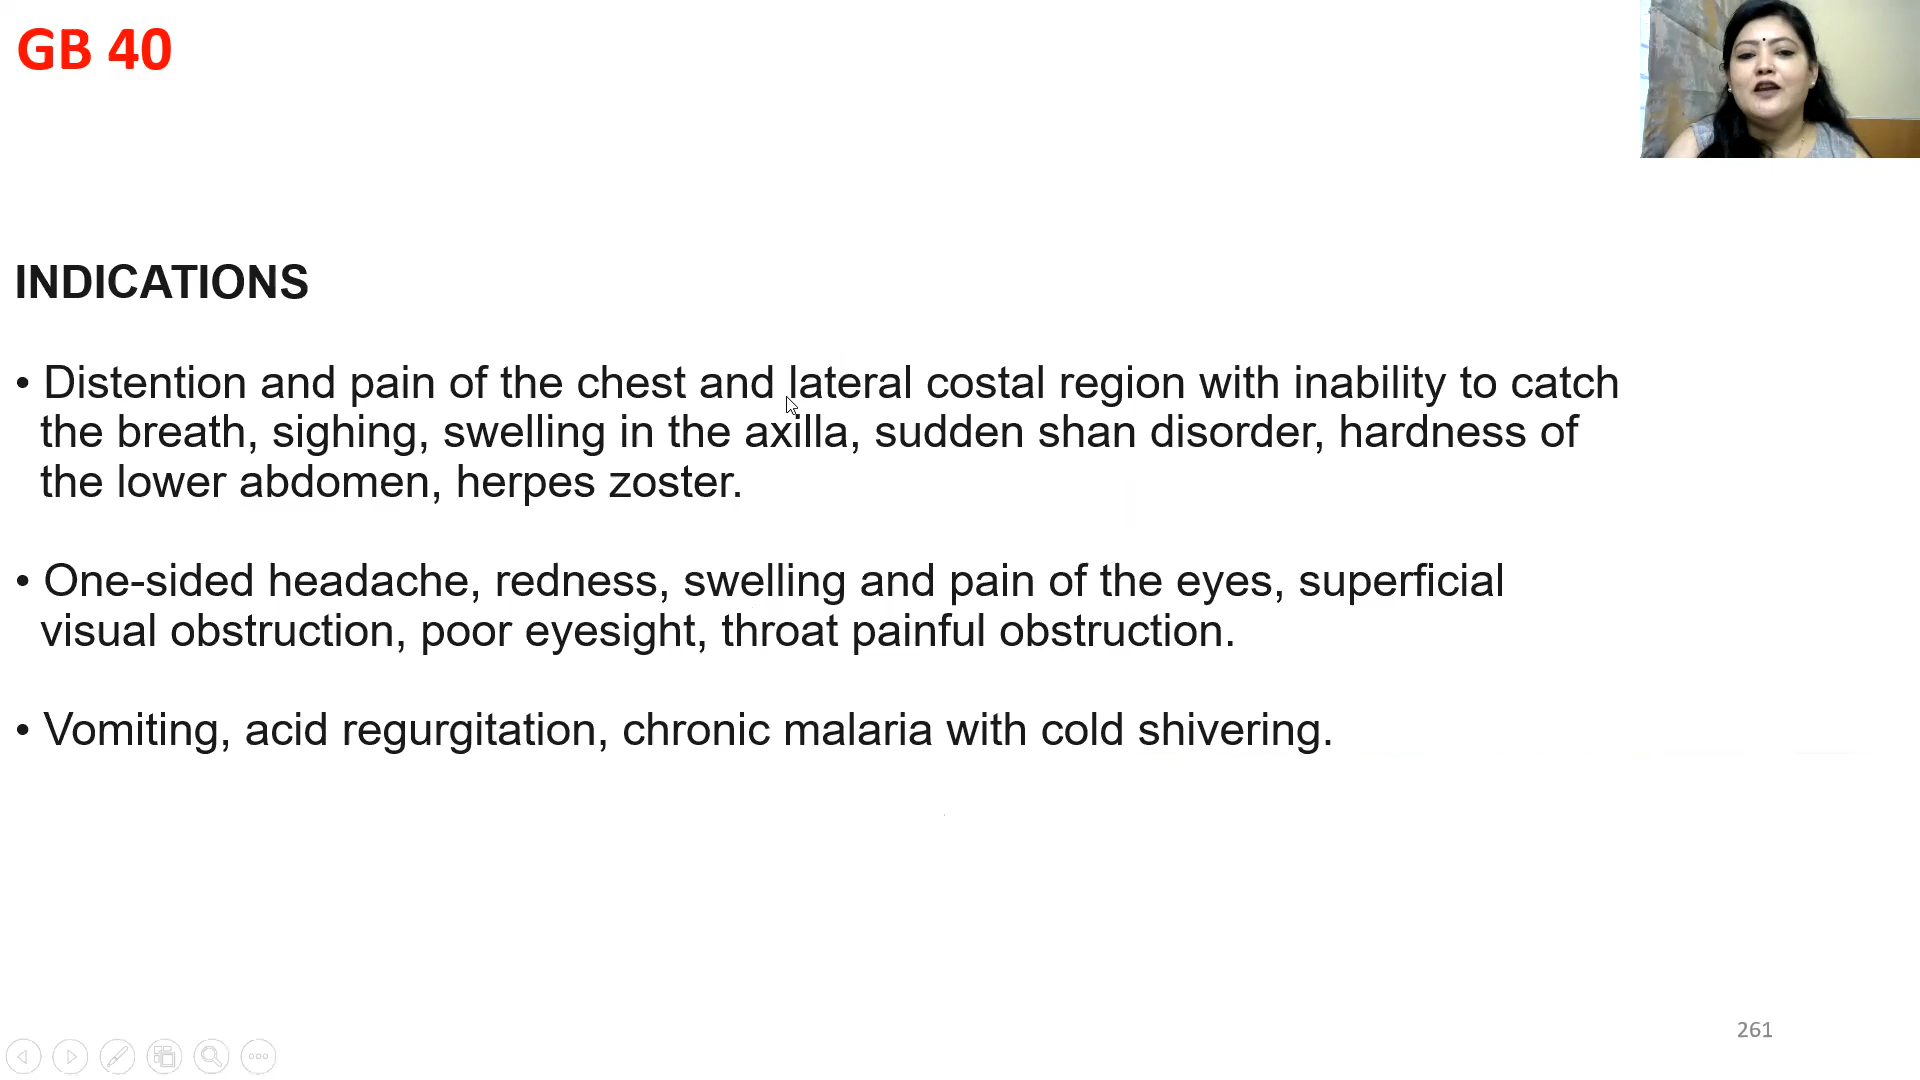 GB 40
INDICATIONS
• Distention and pain of the chest and lateral costal region with inability to catch
the breath, sighing, swelling in the axilla, sudden shan disorder, hardness of
the lower abdomen, herpes zoster.
• One-sided headache, redness, swelling and pain of the eyes, superficial
visual obstruction, poor eyesight, throat painful obstruction.
• Vomiting, acid regurgitation, chronic malaria with cold shivering.
261